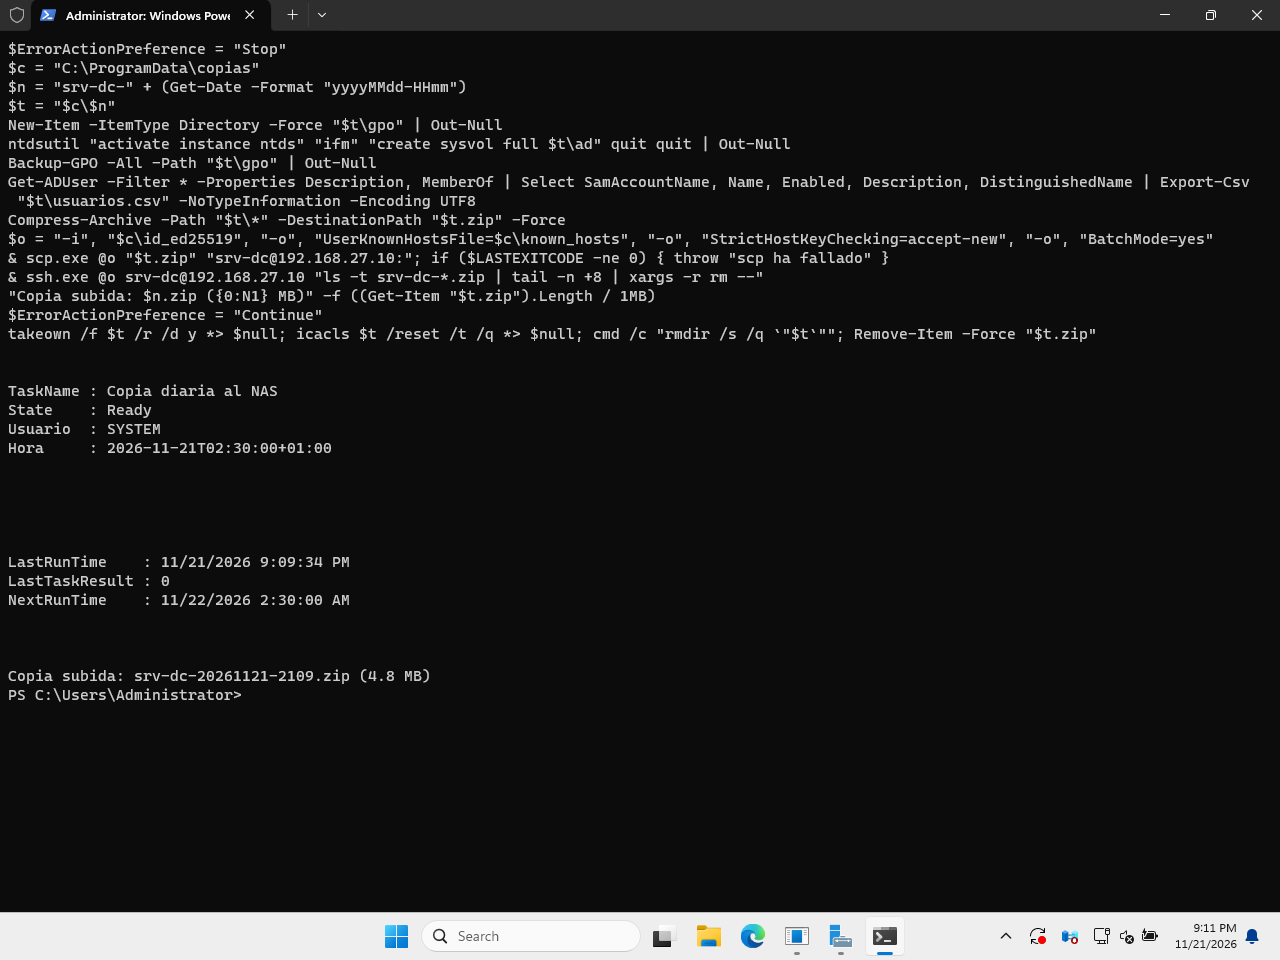 Administrator: Windows Powe
$ErrorActionPreference = "Stop"
$c = "C:\ProgramData\copias"
$n = "srv-dc-" + (Get-Date -Format "yyyyMMdd-HHmm")
$t = "$c\$n"
New-Item -ItemType Directory -Force "$t\gpo" | Out-Null
ntdsutil "activate instance ntds" "ifm" "create sysvol full $t\ad" quit quit | Out-Null
Backup-GPO -All -Path "$t\gpo" | Out-Null
Get-ADUser -Filter * -Properties Description, MemberOf | Select SamAccountName, Name, Enabled, Description, DistinguishedName | Export-Csv
"$t\usuarios.csv" -NoTypeInformation -Encoding UTF8
Compress-Archive -Path "$t\*" -DestinationPath "$t.zip" -Force
$o = "-i", "$c\id_ed25519", "-o", "UserKnownHostsFile=$c\known_hosts", "-o", "StrictHostKeyChecking=accept-new", "-o", "BatchMode=yes"
& scp.exe @o "$t.zip" "srv-dc@192.168.27.10:"; if ($LASTEXITCODE -ne 0) { throw "scp ha fallado" }
& ssh.exe @o srv-dc@192.168.27.10 "ls -t srv-dc-*.zip | tail -n +8 | xargs -r rm --"
"Copia subida: $n.zip ({0:N1} MB)" -f ((Get-Item "$t.zip").Length / 1MB)
$ErrorActionPreference = "Continue"
takeown /f $t /r /d y *> $null; icacls $t /reset /t /q *> $null; cmd /c "rmdir /s /q `"$t`""; Remove-Item -Force "$t.zip"
TaskName : Copia diaria al NAS
State    : Ready
Usuario  : SYSTEM
Hora     : 2026-11-21T02:30:00+01:00
LastRunTime    : 11/21/2026 9:09:34 PM
LastTaskResult : 0
NextRunTime    : 11/22/2026 2:30:00 AM
Copia subida: srv-dc-20261121-2109.zip (4.8 MB)
PS C:\Users\Administrator>
Search
9:11 PM
11/21/2026